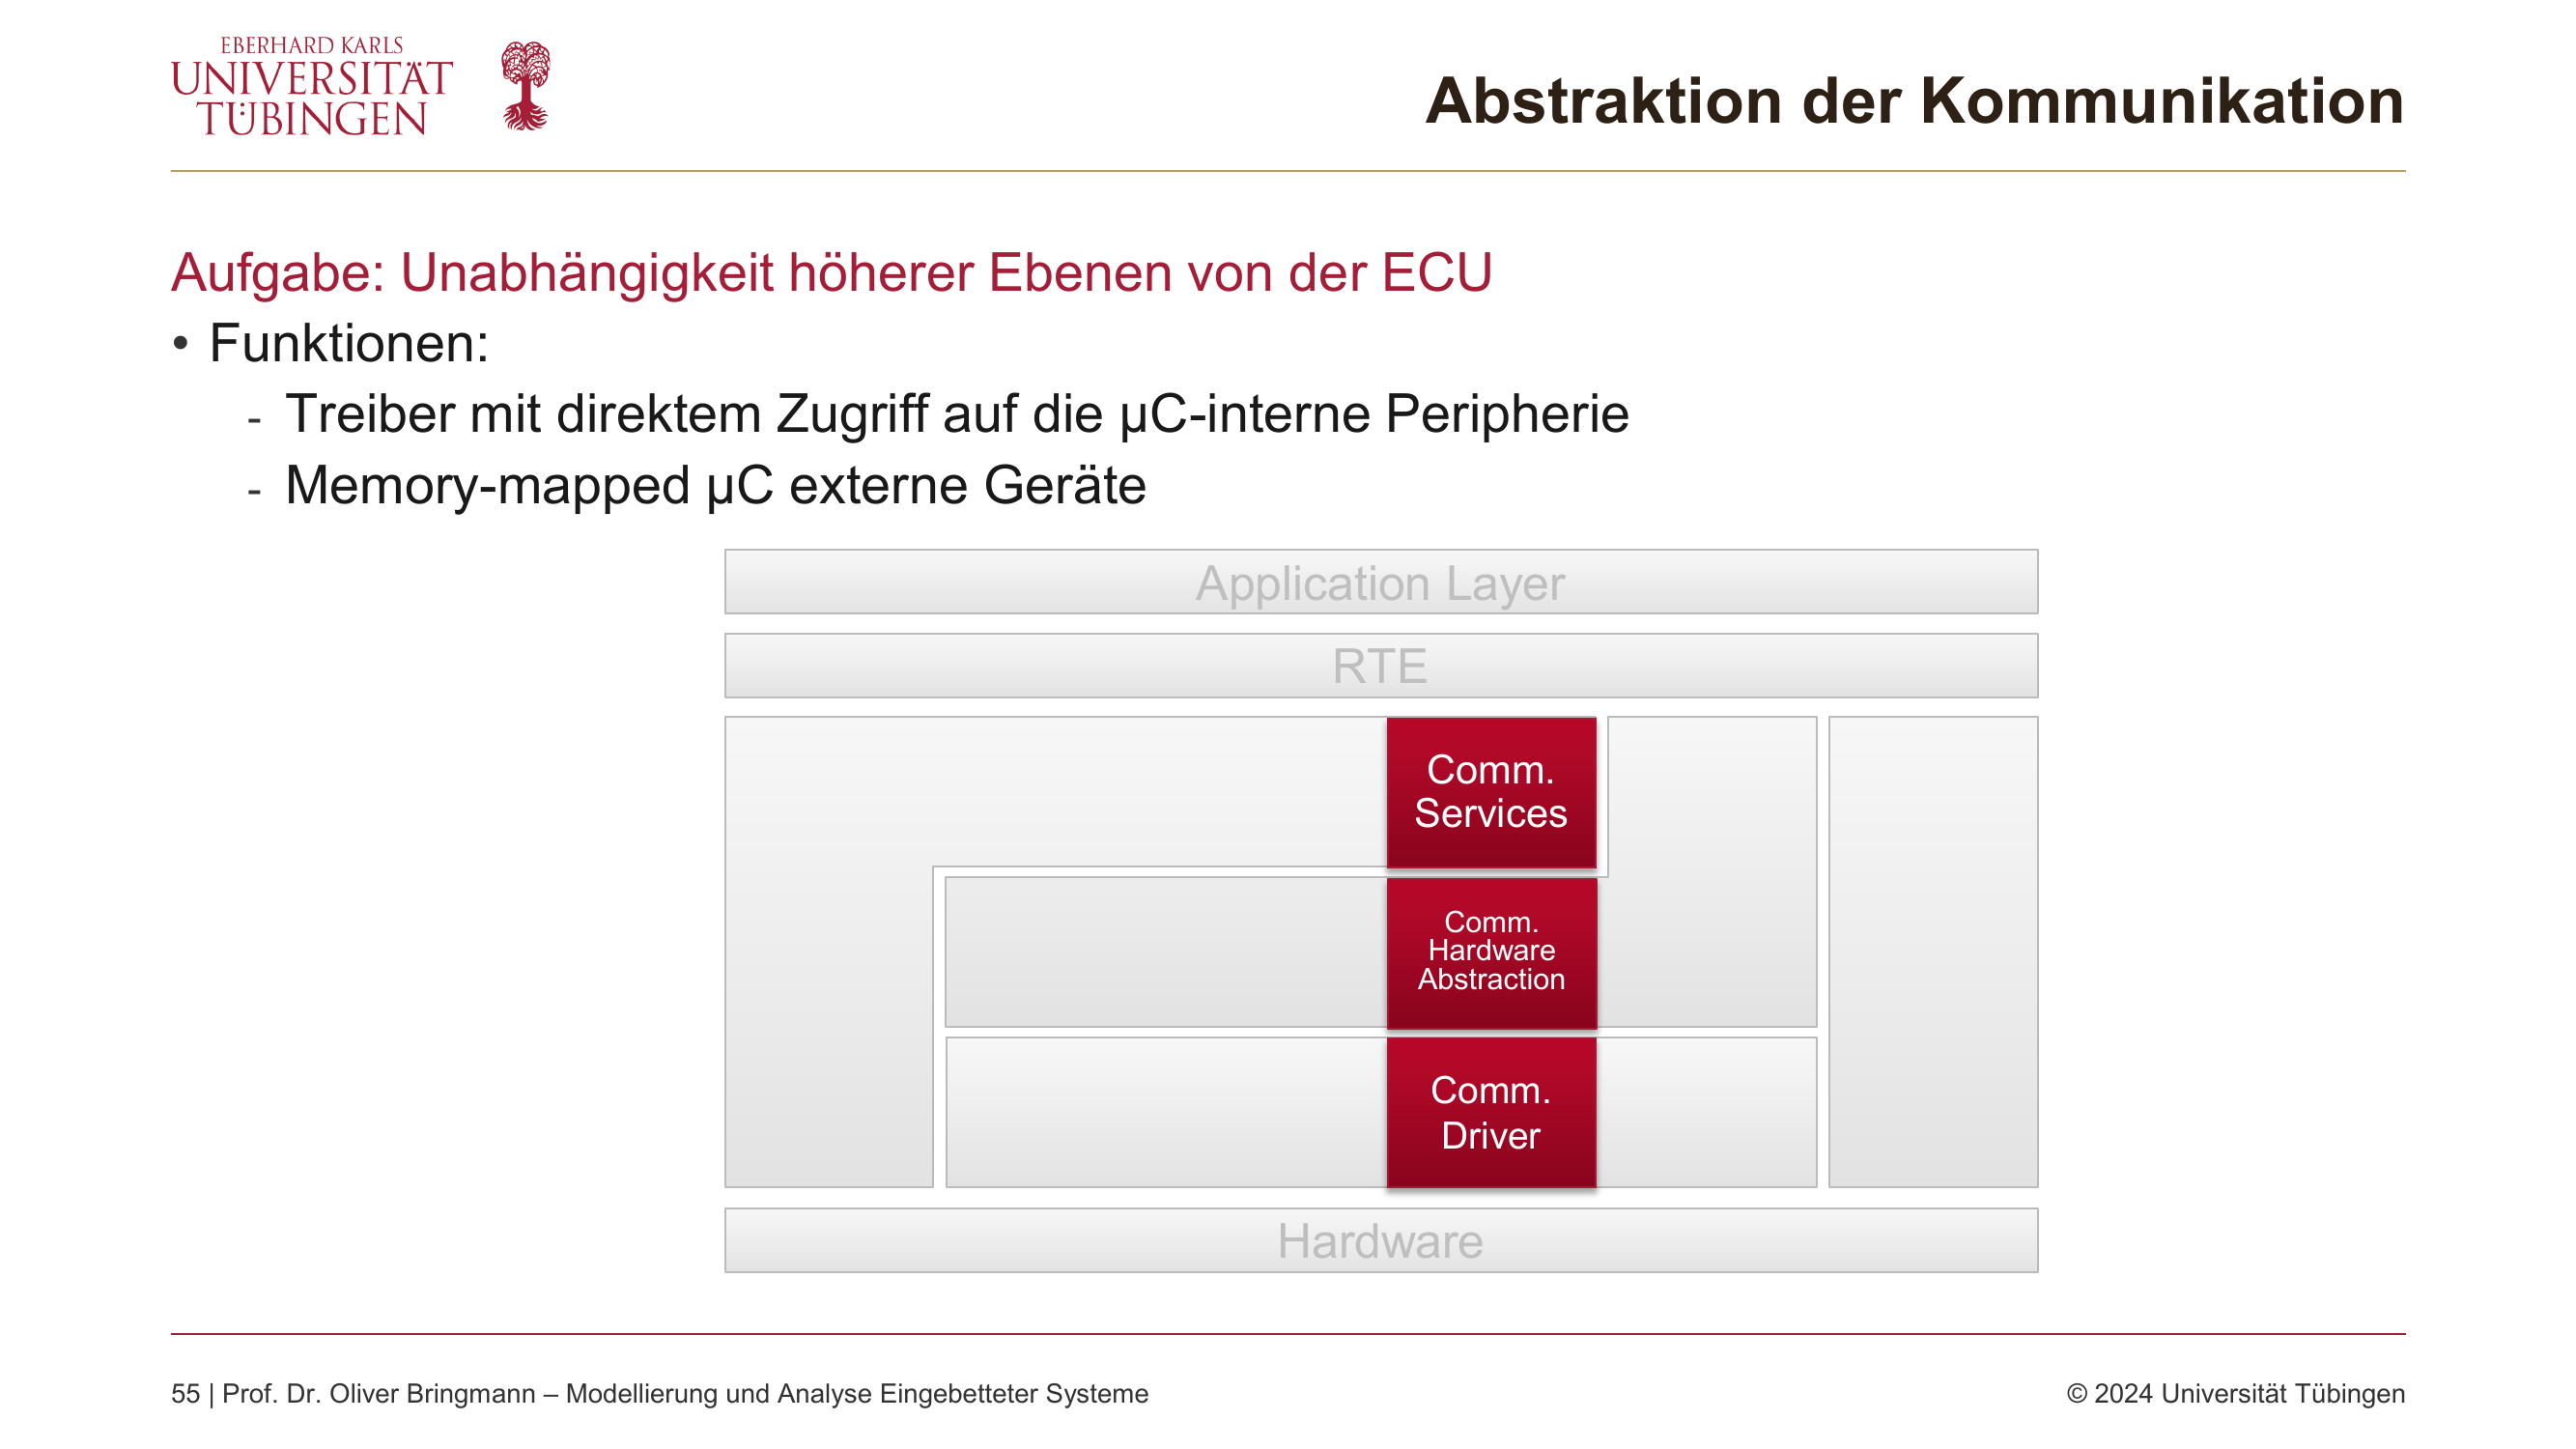 EBERHARD KARLS
UNIVERSITÄT
TÜBINGEN
Abstraktion der Kommunikation
Aufgabe: Unabhängigkeit höherer Ebenen von der ECU
• Funktionen:
- Treiber mit direktem Zugriff auf die µC-interne Peripherie
- Memory-mapped µC externe Geräte
Application Layer
RTE
Comm.
Services
Comm.
Hardware
Abstraction
Comm.
Driver
Hardware
55 | Prof. Dr. Oliver Bringmann – Modellierung und Analyse Eingebetteter Systeme
© 2024 Universität Tübingen